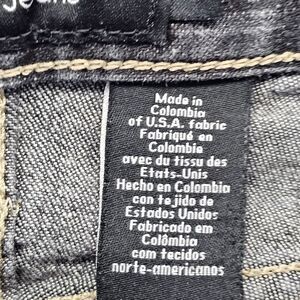 Jeans
Made in
Colombia
of U.S.A. fabric
Fabriqué en
Colombie
avec du tissu des
Etats-Unis
Hecho en Colombia
con tejido de
Estados Unidos
Fabricado em
Colômbia
com tecidos
norte-americanos